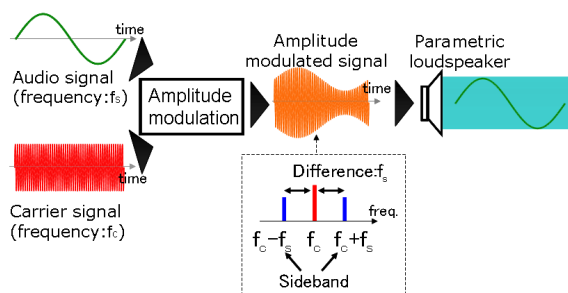 time
Audio signal
(frequency:fs)
time
Carrier signal
(frequency:fc)
Amplitude
modulation
Amplitude
modulated signal
time
Parametric
loudspeaker
Difference:fs
freq.
fc-fs fc fc+fs
Sideband